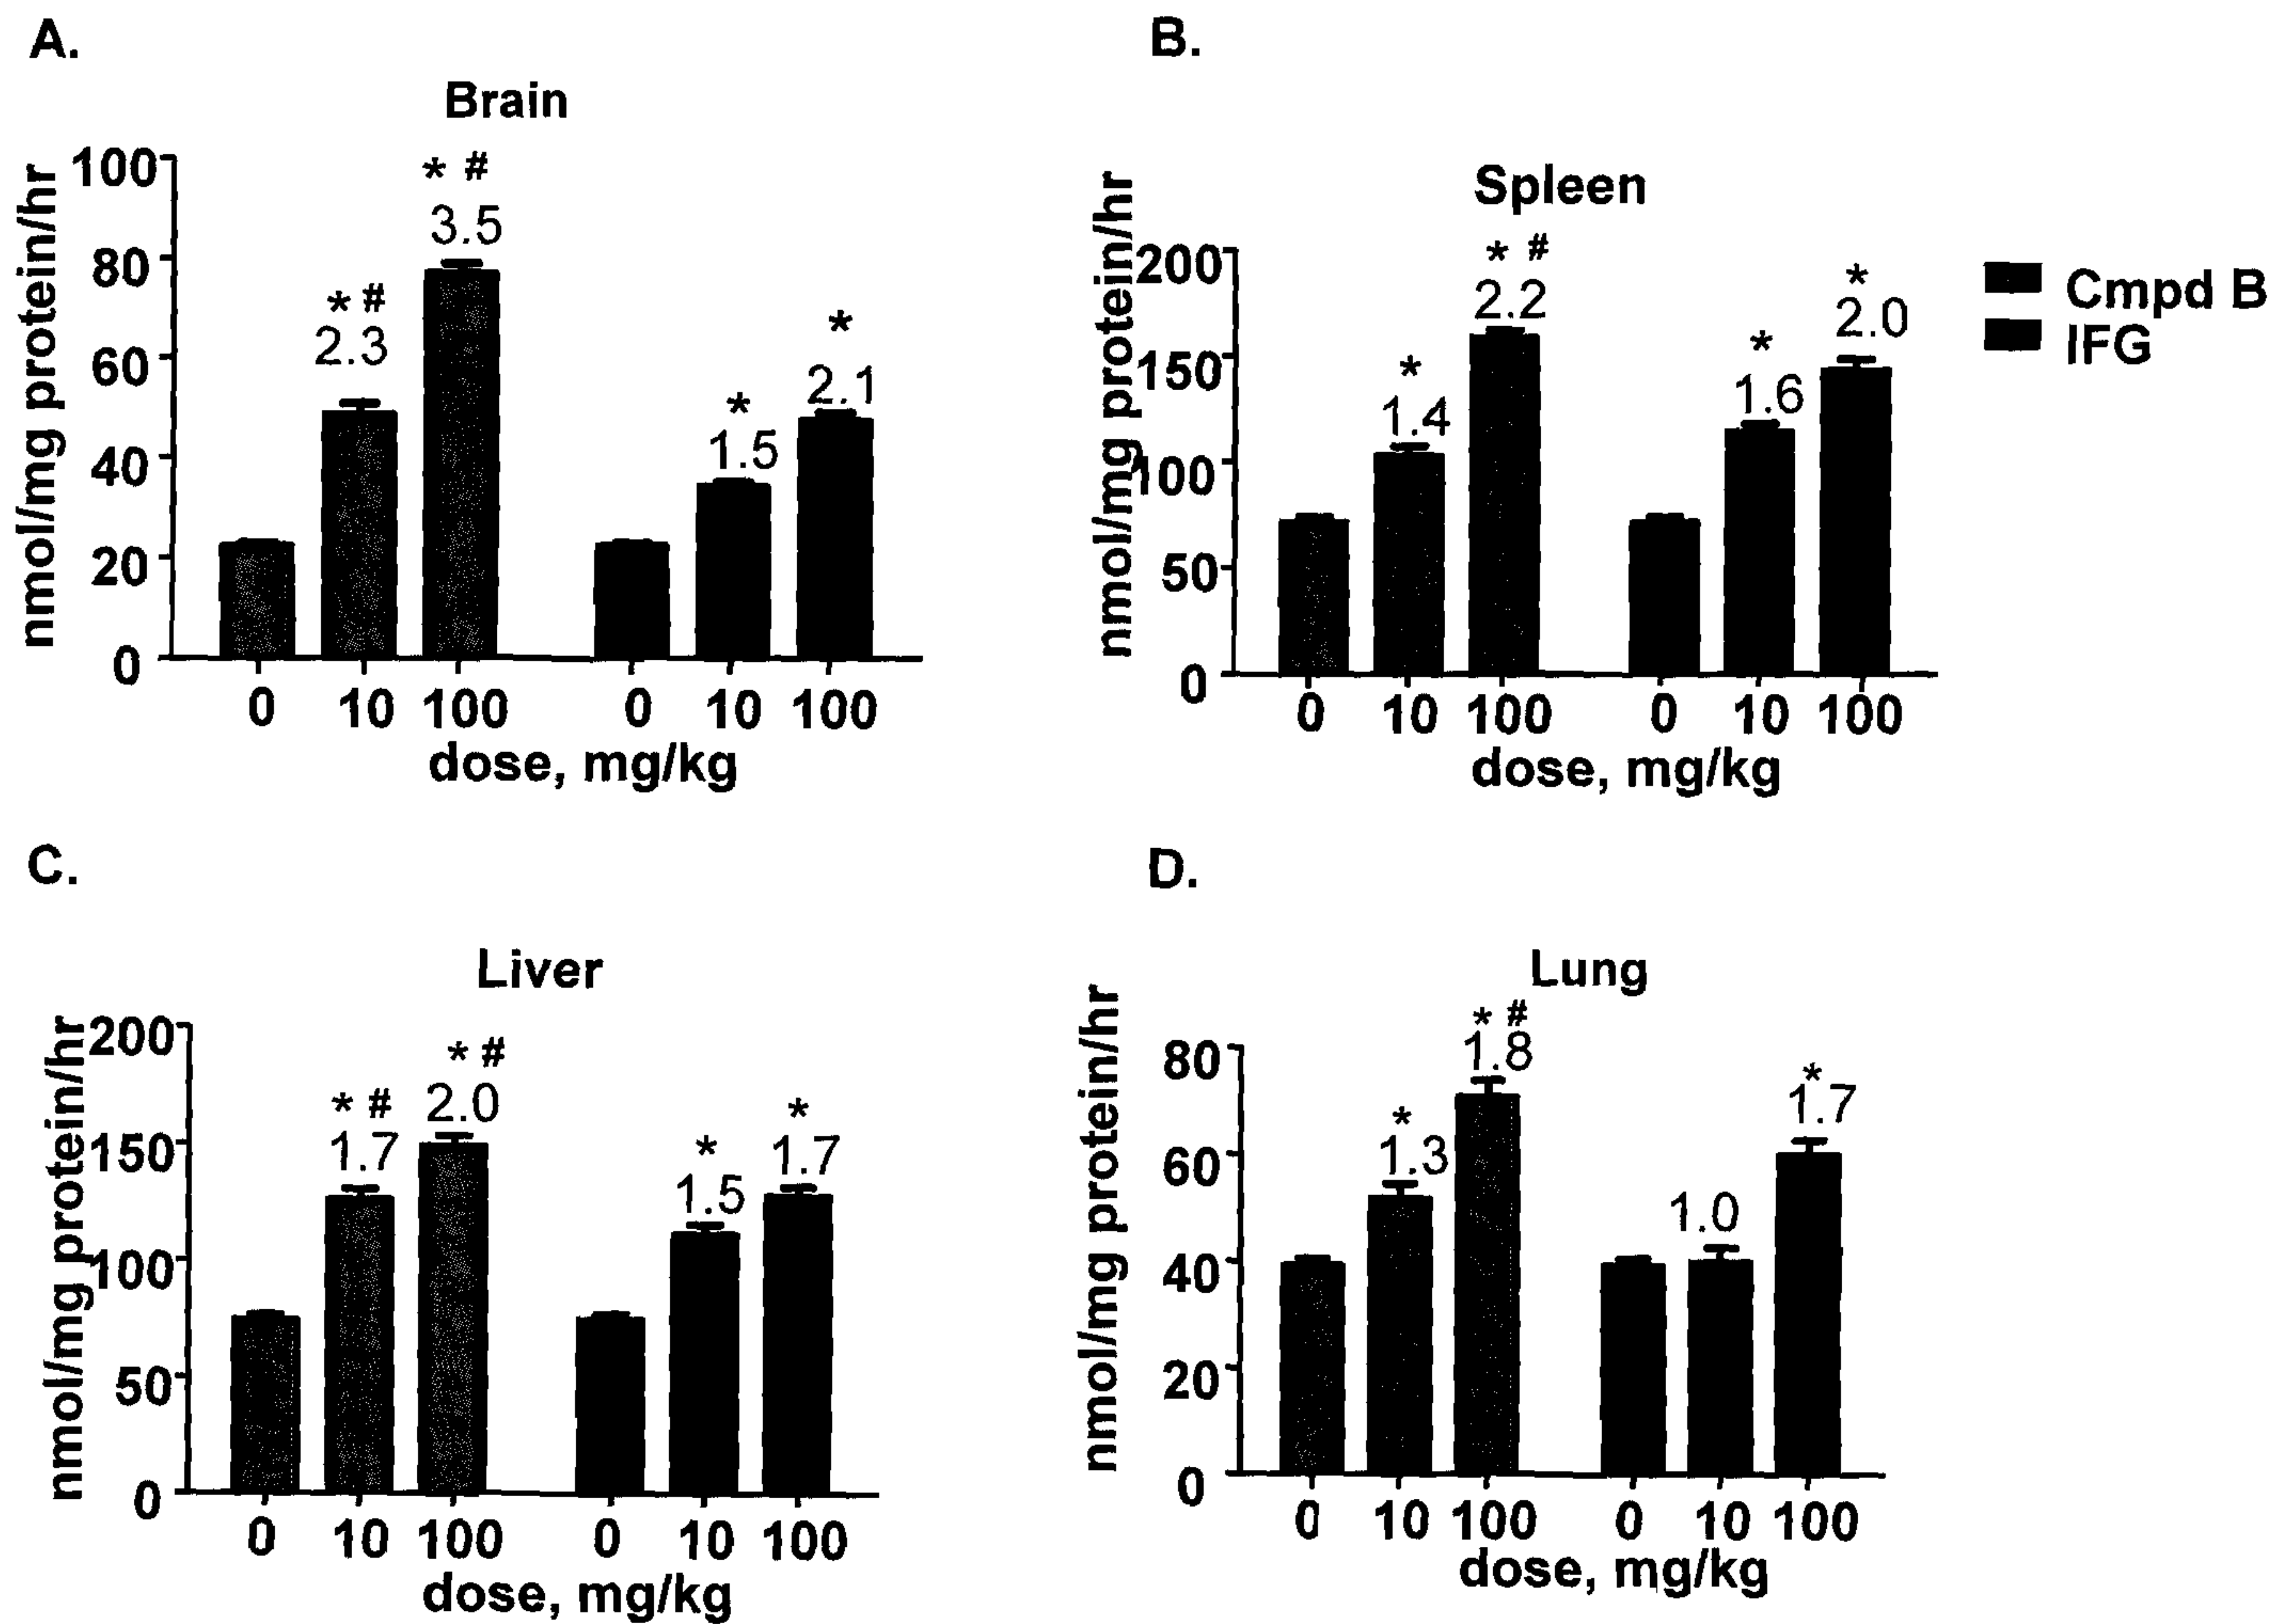 A.
Brain
nmol/mg protein/hr
100
80
60
40
20
0
* #
2.3
* #
3.5
*
1.5
*
2.1
0 10 100 0 10 100
dose, mg/kg
B.
Spleen
nmol/mg protein/hr
200
150
100
50
0
*
1.4
* #
2.2
*
1.6
*
2.0
0 10 100 0 10 100
dose, mg/kg
Cmpd B
IFG
C.
Liver
nmol/mg protein/hr
200
150
100
50
0
* #
1.7
* #
2.0
*
1.5
*
1.7
0 10 100 0 10 100
dose, mg/kg
D.
Lung
nmol/mg protein/hr
80
60
40
20
0
*
1.3
* #
1.8
1.0
*
1.7
0 10 100 0 10 100
dose, mg/kg